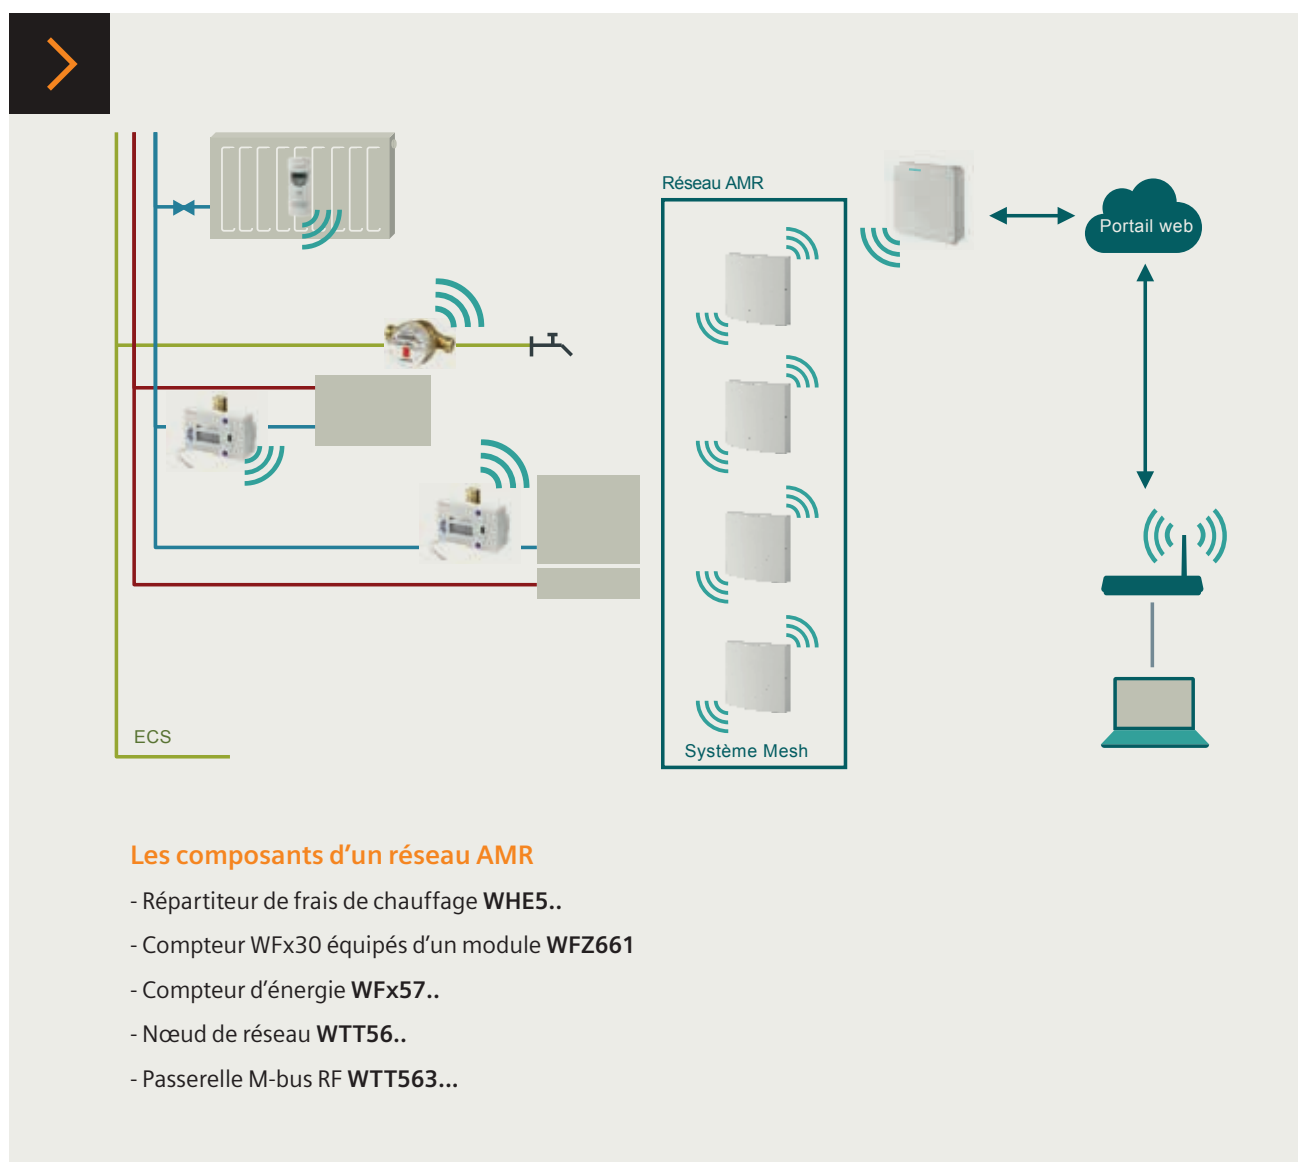 Réseau AMR
Portail web
ECS
Système Mesh
Les composants d’un réseau AMR
- Répartiteur de frais de chauffage WHE5..
- Compteur WFx30 équipés d’un module WFZ661
- Compteur d’énergie WFx57..
- Nœud de réseau WTT56..
- Passerelle M-bus RF WTT563...